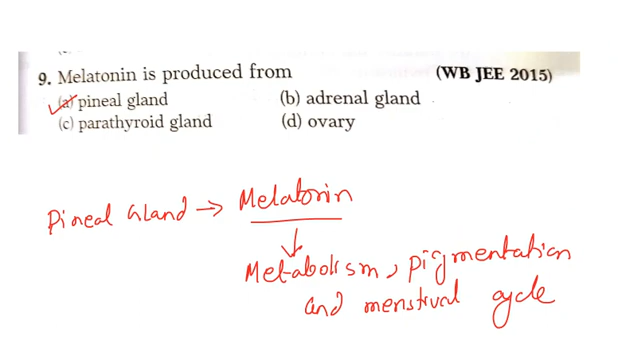 9. Melatonin is produced from (WB JEE 2015)
(a) pineal gland (b) adrenal gland
(c) parathyroid gland (d) ovary
Pineal Gland → Melatonin
↓
Metabolism, pigmentation
and menstrual cycle